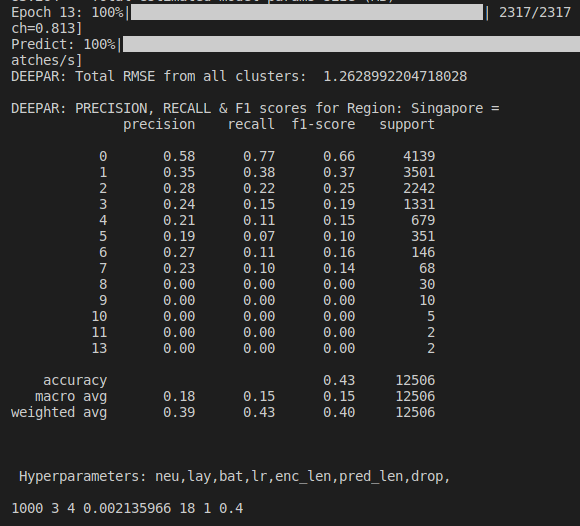 Epoch 13: 100%| | 2317/2317
ch=0.813]
Predict: 100%|
atches/s]
DEEPAR: Total RMSE from all clusters:  1.2628992204718028
DEEPAR: PRECISION, RECALL & F1 scores for Region: Singapore =
precision recall f1-score support
0 0.58 0.77 0.66 4139
1 0.35 0.38 0.37 3501
2 0.28 0.22 0.25 2242
3 0.24 0.15 0.19 1331
4 0.21 0.11 0.15 679
5 0.19 0.07 0.10 351
6 0.27 0.11 0.16 146
7 0.23 0.10 0.14 68
8 0.00 0.00 0.00 30
9 0.00 0.00 0.00 10
10 0.00 0.00 0.00 5
11 0.00 0.00 0.00 2
13 0.00 0.00 0.00 2
accuracy 0.43 12506
macro avg 0.18 0.15 0.15 12506
weighted avg 0.39 0.43 0.40 12506
Hyperparameters: neu,lay,bat,lr,enc_len,pred_len,drop,
1000 3 4 0.002135966 18 1 0.4